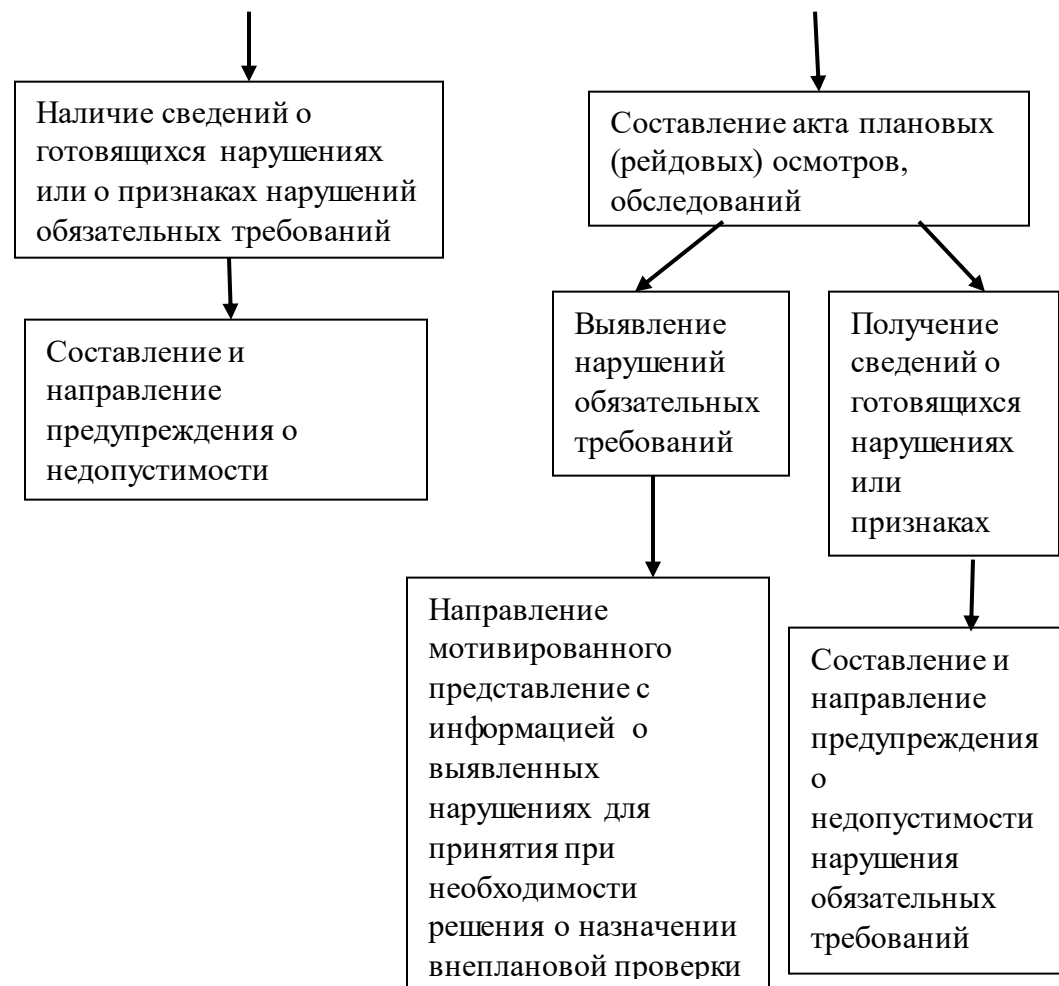 Наличие сведений о
готовящихся нарушениях
или о признаках нарушений
обязательных требований
Составление и
направление
предупреждения о
недопустимости
Составление акта плановых
(рейдовых) осмотров,
обследований
Выявление
нарушений
обязательных
требований
Получение
сведений о
готовящихся
нарушениях
или
признаках
Направление
мотивированного
представление с
информацией о
выявленных
нарушениях для
принятия при
необходимости
решения о назначении
внеплановой проверки
Составление и
направление
предупреждения
о
недопустимости
нарушения
обязательных
требований